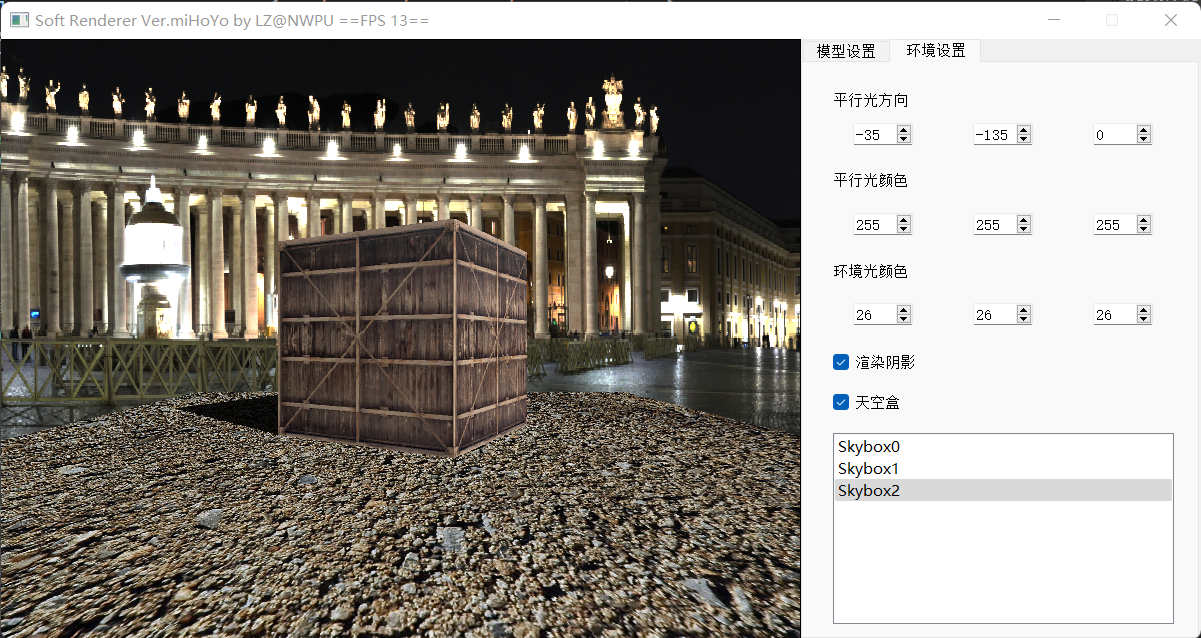 Soft Renderer Ver.miHoYo by LZ@NWPU ==FPS 13==
模型设置 环境设置
平行光方向
-35 -135 0
平行光颜色
255 255 255
环境光颜色
26 26 26
渲染阴影
天空盒
Skybox0
Skybox1
Skybox2